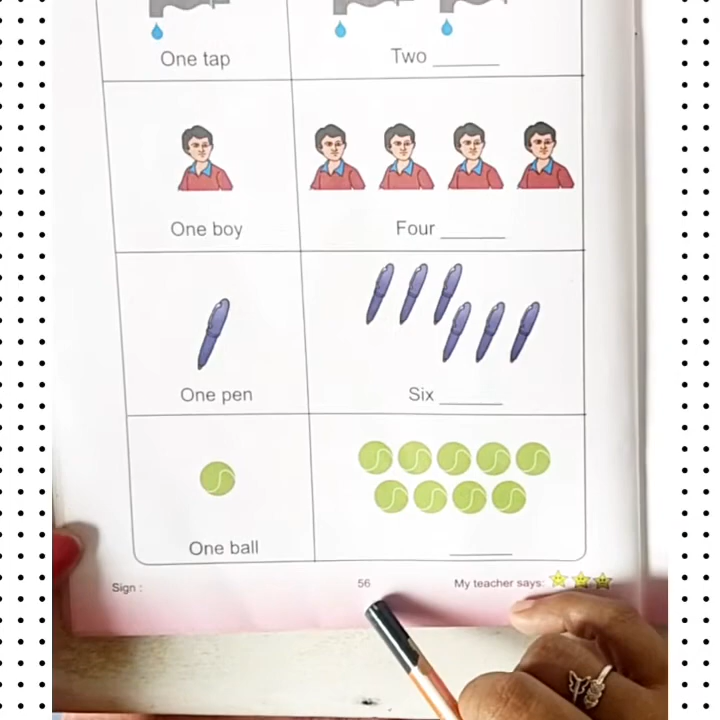 One tap
Two ______
One boy
Four ______
One pen
Six ______
One ball
______
Sign :
56
My teacher says: